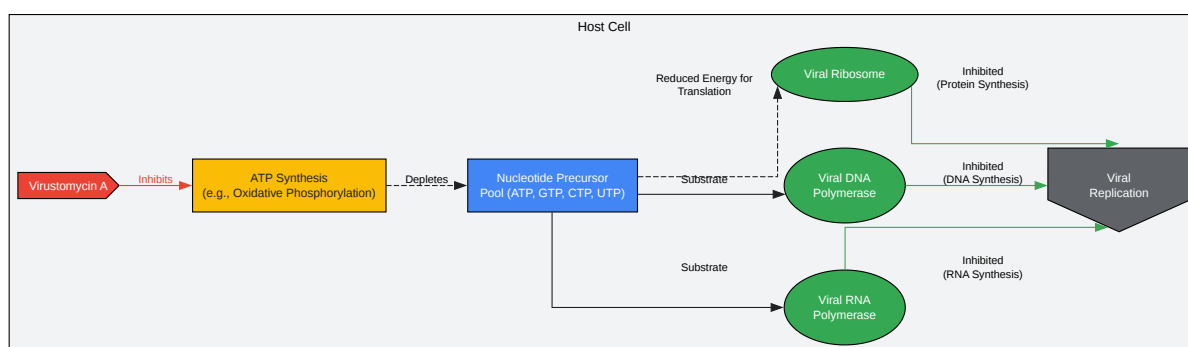 Host Cell
Reduced Energy for
Translation
Viral Ribosome
Inhibited
(Protein Synthesis)
Virustomycin A
Inhibits
ATP Synthesis
(e.g., Oxidative Phosphorylation)
Depletes
Nucleotide Precursor
Pool (ATP, GTP, CTP, UTP)
Substrate
Viral DNA
Polymerase
Inhibited
(DNA Synthesis)
Viral
Replication
Substrate
Viral RNA
Polymerase
Inhibited
(RNA Synthesis)